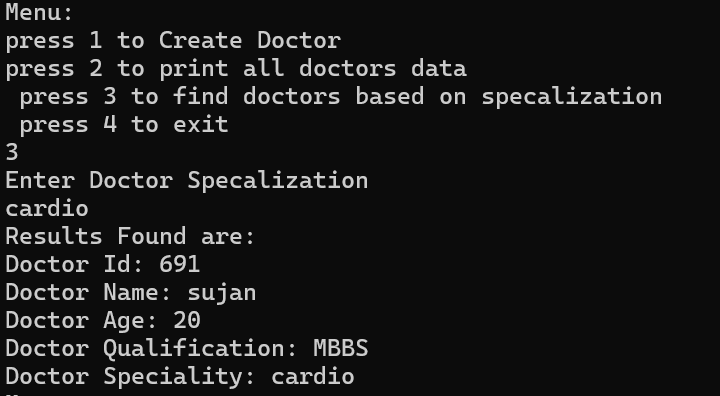 Menu:
press 1 to Create Doctor
press 2 to print all doctors data
 press 3 to find doctors based on specalization
 press 4 to exit
3
Enter Doctor Specalization
cardio
Results Found are:
Doctor Id: 691
Doctor Name: sujan
Doctor Age: 20
Doctor Qualification: MBBS
Doctor Speciality: cardio